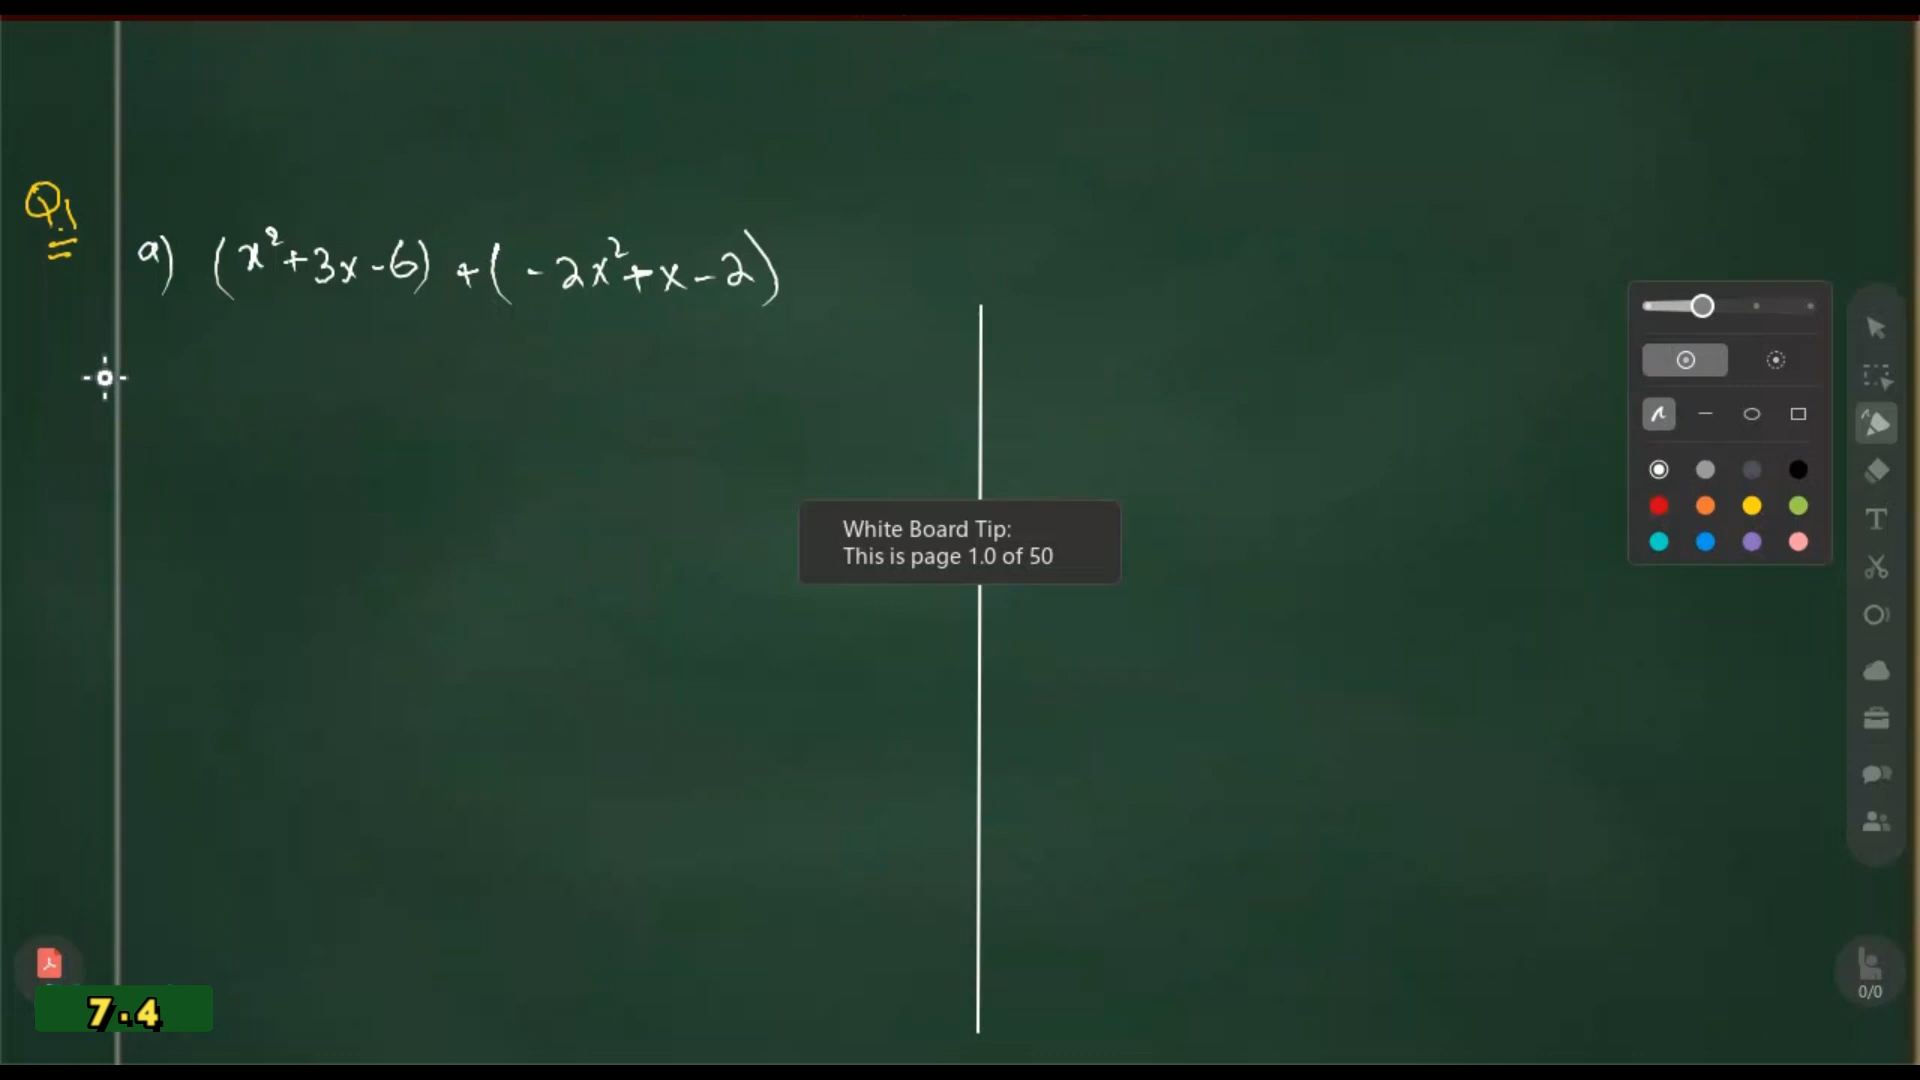 Q.1
a) (x² + 3x - 6) + (-2x² + x - 2)
White Board Tip:
This is page 1.0 of 50
0/0
7.4